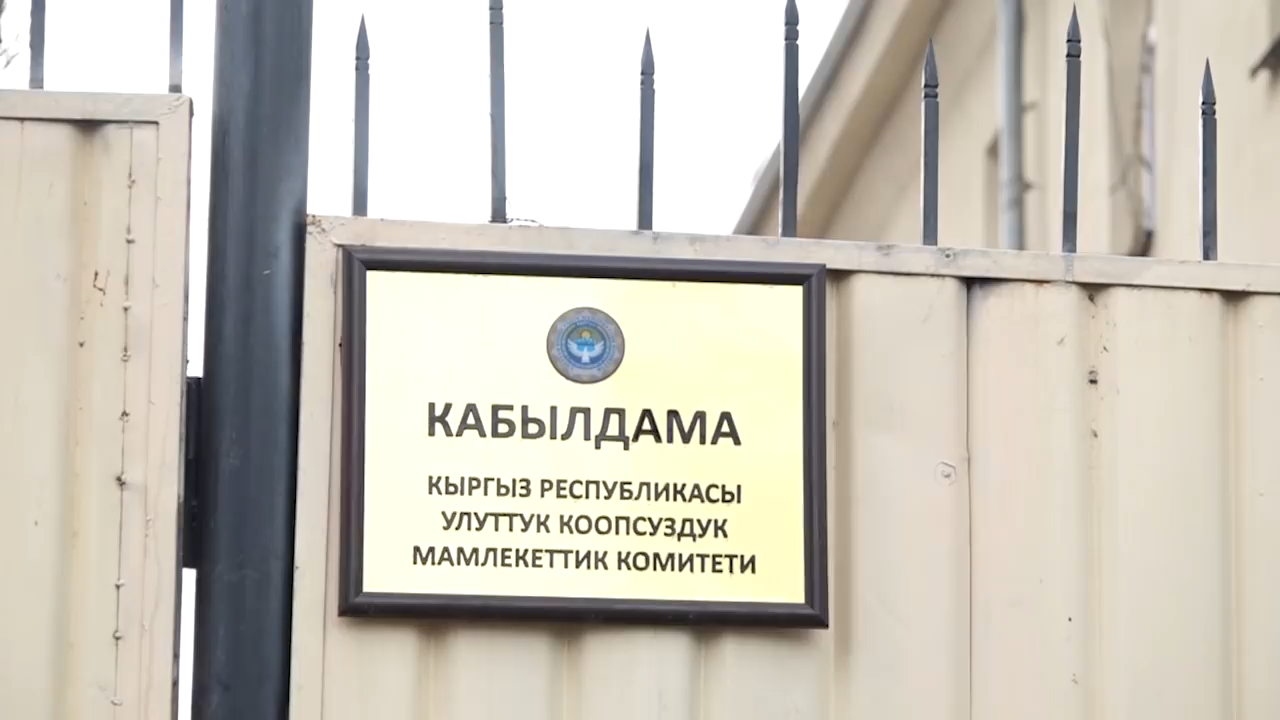 КАБЫЛДАМА
КЫРГЫЗ РЕСПУБЛИКАСЫ
УЛУТТУК КООПСУЗДУК
МАМЛЕКЕТТИК КОМИТЕТИ